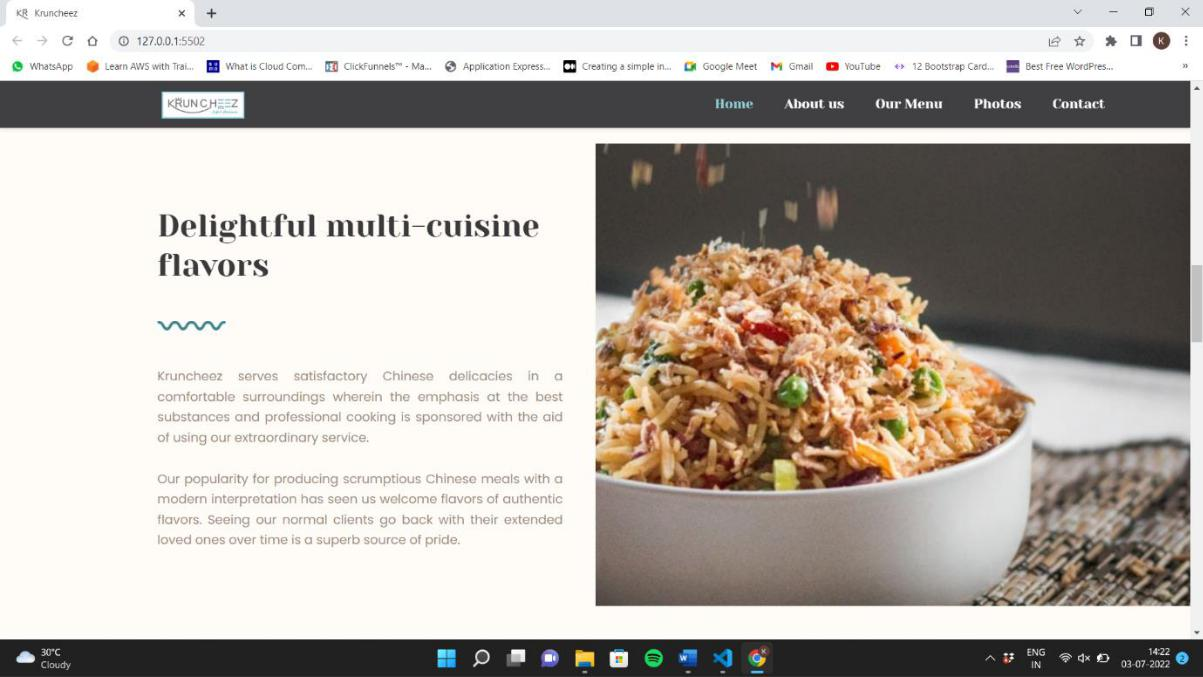 KR Kruncheez
127.0.0.1:5502
K
WhatsApp Learn AWS with Trai... What is Cloud Com... ClickFunnels™ - Ma... Application Express... Creating a simple in... Google Meet Gmail YouTube 12 Bootstrap Card... Best Free WordPres... »
KRUNCHEEZ Home About us Our Menu Photos Contact
Delightful multi-cuisine
flavors
Kruncheez serves satisfactory Chinese delicacies in a
comfortable surroundings wherein the emphasis at the best
substances and professional cooking is sponsored with the aid
of using our extraordinary service.
Our popularity for producing scrumptious Chinese meals with a
modern interpretation has seen us welcome flavors of authentic
flavors. Seeing our normal clients go back with their extended
loved ones over time is a superb source of pride.
30°C
Cloudy
ENG
IN
14:22
03-07-2022
2